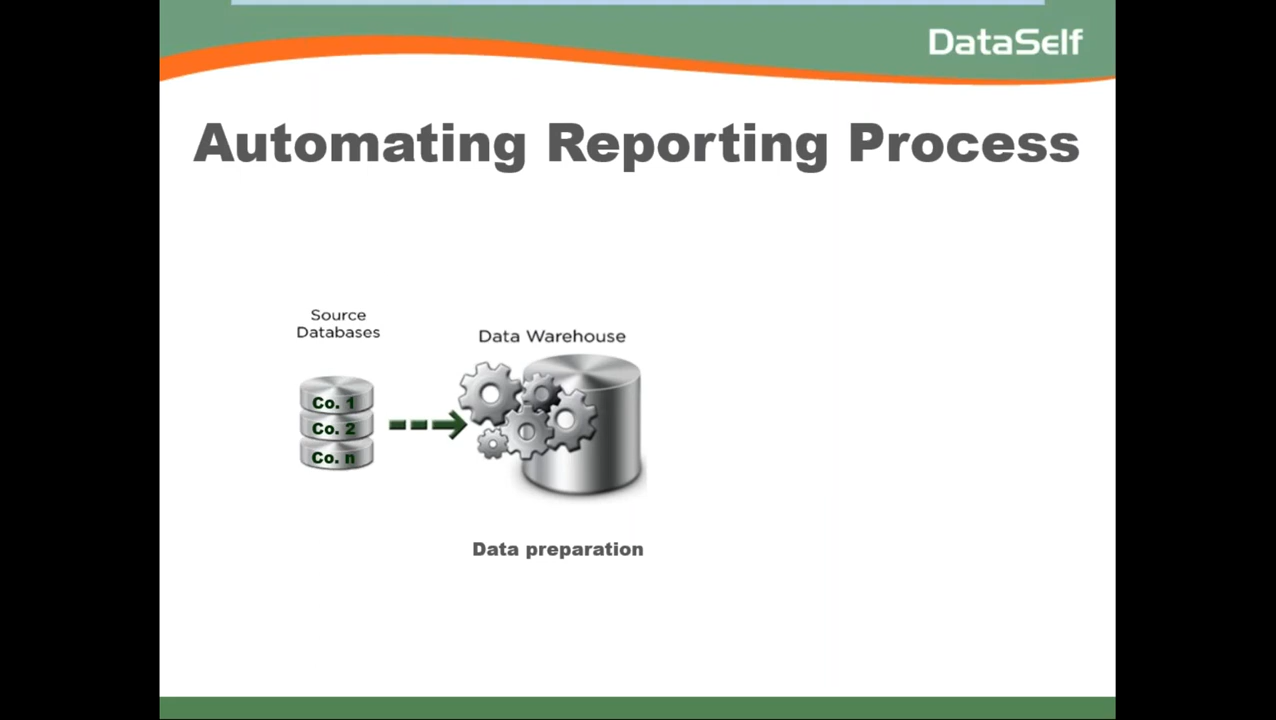 DataSelf
Automating Reporting Process
Source
Databases
Data Warehouse
Co. 1
Co. 2
Co. n
Data preparation